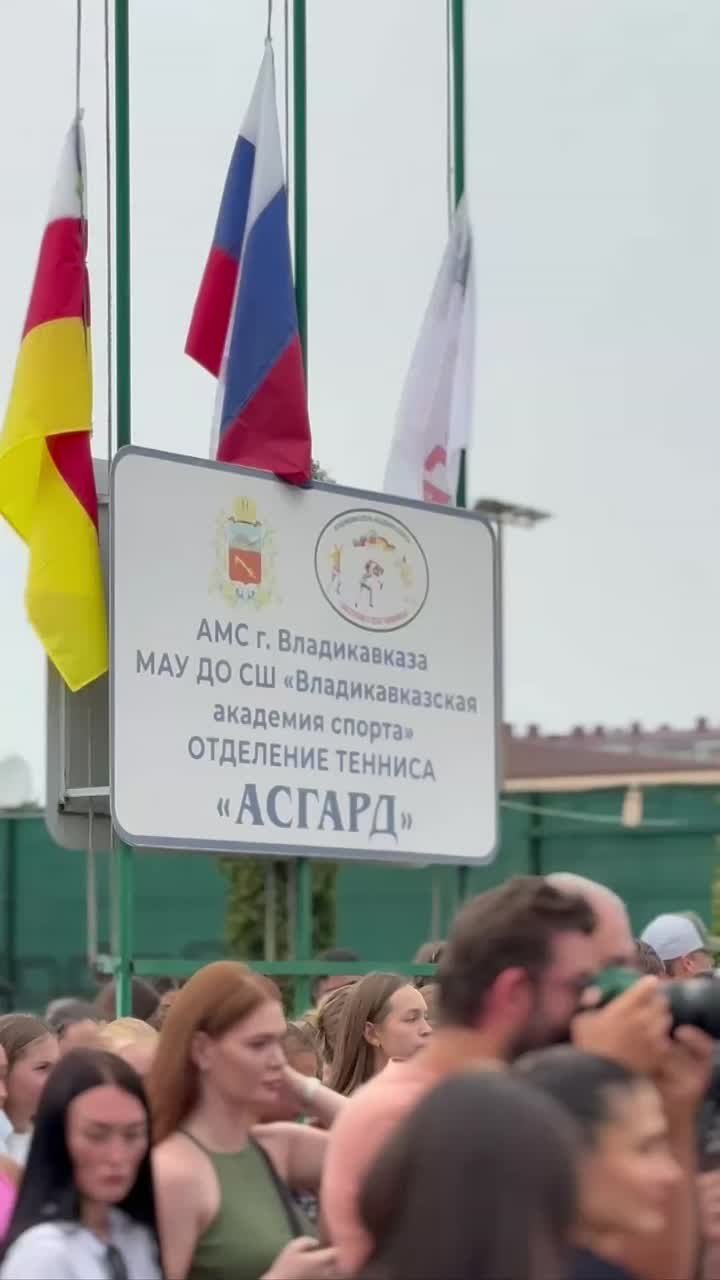 АМС г. Владикавказа
МАУ ДО СШ «Владикавказская
академия спорта»
ОТДЕЛЕНИЕ ТЕННИСА
«АСГАРД»